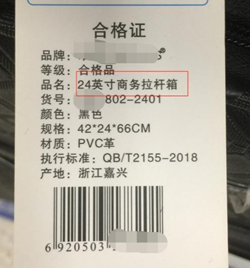 合格证
品牌:
等级: 合格品
品名: 24英寸商务拉杆箱
货号: 802-2401
颜色: 黑色
规格: 42*24*66CM
材质: PVC革
执行标准: QB/T2155-2018
产地: 浙江嘉兴
6 920503